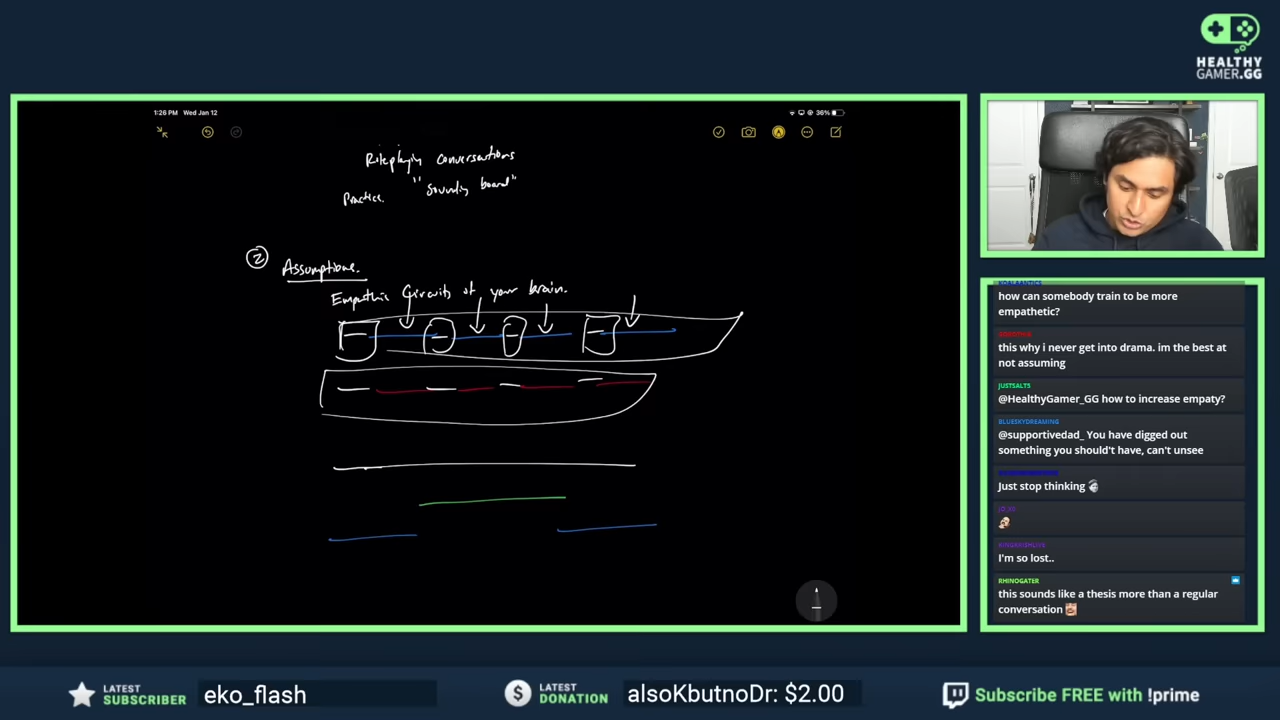 HEALTHY
GAMER.GG
1:26 PM Wed Jan 12
36%
Roleplayin conversations
Practice. "Sounding board"
2
Assumptions.
Empathic Circuits of your brain.
how can somebody train to be more
empathetic?
this why i never get into drama. im the best at
not assuming
JUSTSALTS
@HealthyGamer_GG how to increase empaty?
BLUESKYDREAMING
@supportivedad_ You have digged out
something you should've have, can't unsee
Just stop thinking
I'm so lost..
RHINOGATER
this sounds like a thesis more than a regular
conversation
LATEST
SUBSCRIBER
eko_flash
LATEST
DONATION
alsoKbutnoDr: $2.00
Subscribe FREE with !prime